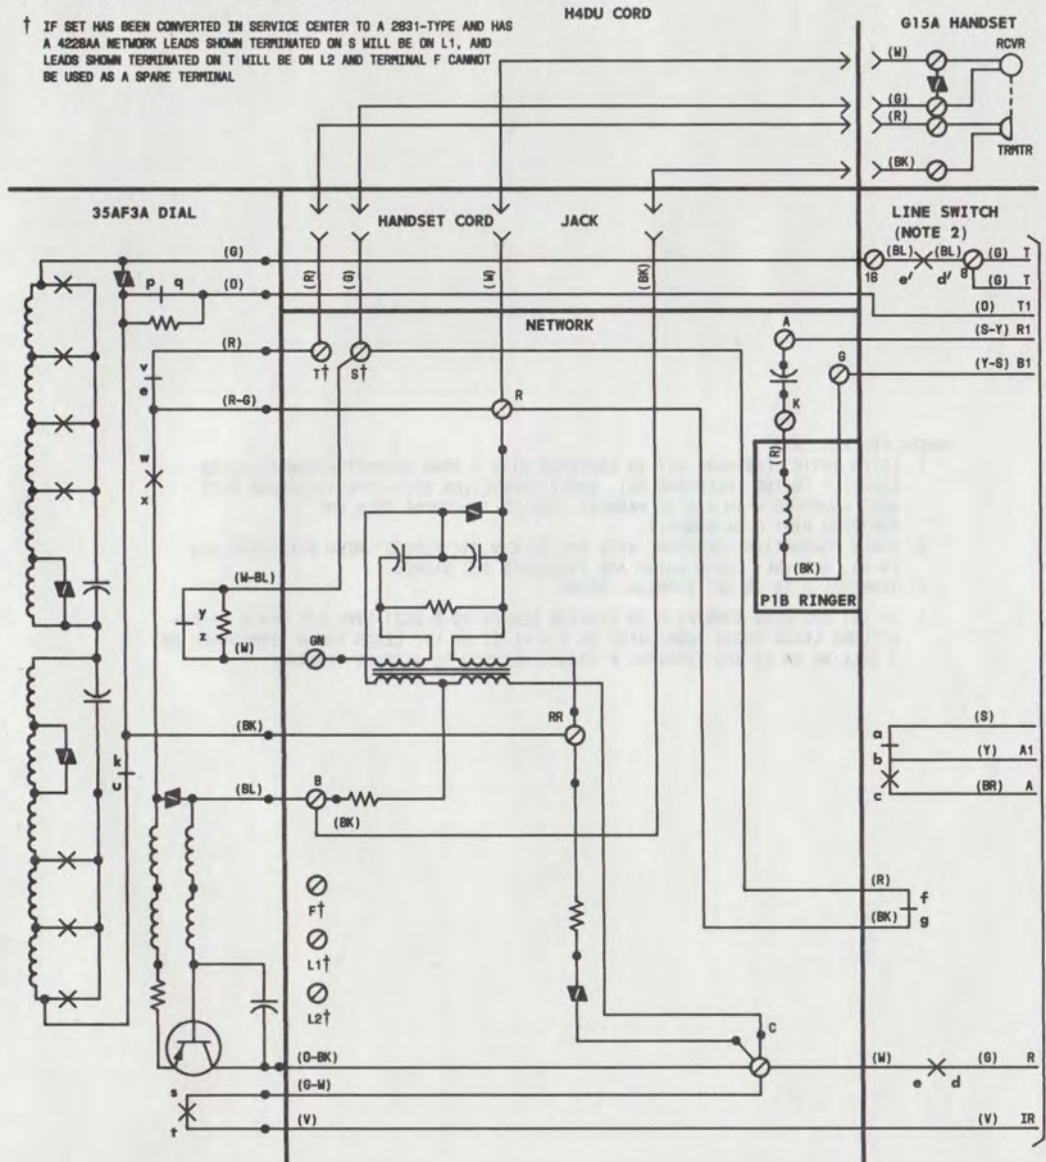 † IF SET HAS BEEN CONVERTED IN SERVICE CENTER TO A 2831-TYPE AND HAS
A 4228AA NETWORK LEADS SHOWN TERMINATED ON S WILL BE ON L1, AND
LEADS SHOWN TERMINATED ON T WILL BE ON L2 AND TERMINAL F CANNOT
BE USED AS A SPARE TERMINAL
H4DU CORD
G15A HANDSET
(W)
RCVR
(G)
(R)
TRMTR
(BK)
35AF3A DIAL
HANDSET CORD JACK
LINE SWITCH
(NOTE 2)
(G)
(R)
(G)
(W)
(BK)
16
(BL)
(BL)
8
(G) T
e' d'
p q
(O)
(G) T
(O) T1
NETWORK
A
(S-Y) R1
(R)
T†
S†
G
(Y-S) B1
v
e
(R-G)
R
K
w
x
(R)
(W-BL)
(BK)
P1B RINGER
y
z
(W)
GN
(BK)
RR
(S)
a
b
(Y) A1
k
u
(BL)
B
c
(BR) A
(BK)
(R)
f
F†
(BK)
g
L1†
L2†
C
(O-BK)
(W)
(G) R
e d
s
(G-W)
t
(V)
(V) IR